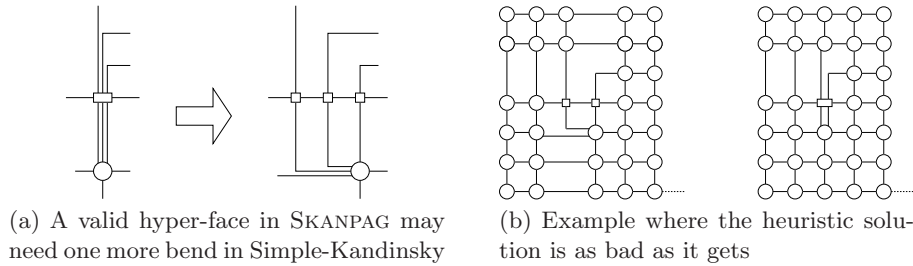 (a) A valid hyper-face in SKANPAG may
need one more bend in Simple-Kandinsky
(b) Example where the heuristic solu-
tion is as bad as it gets